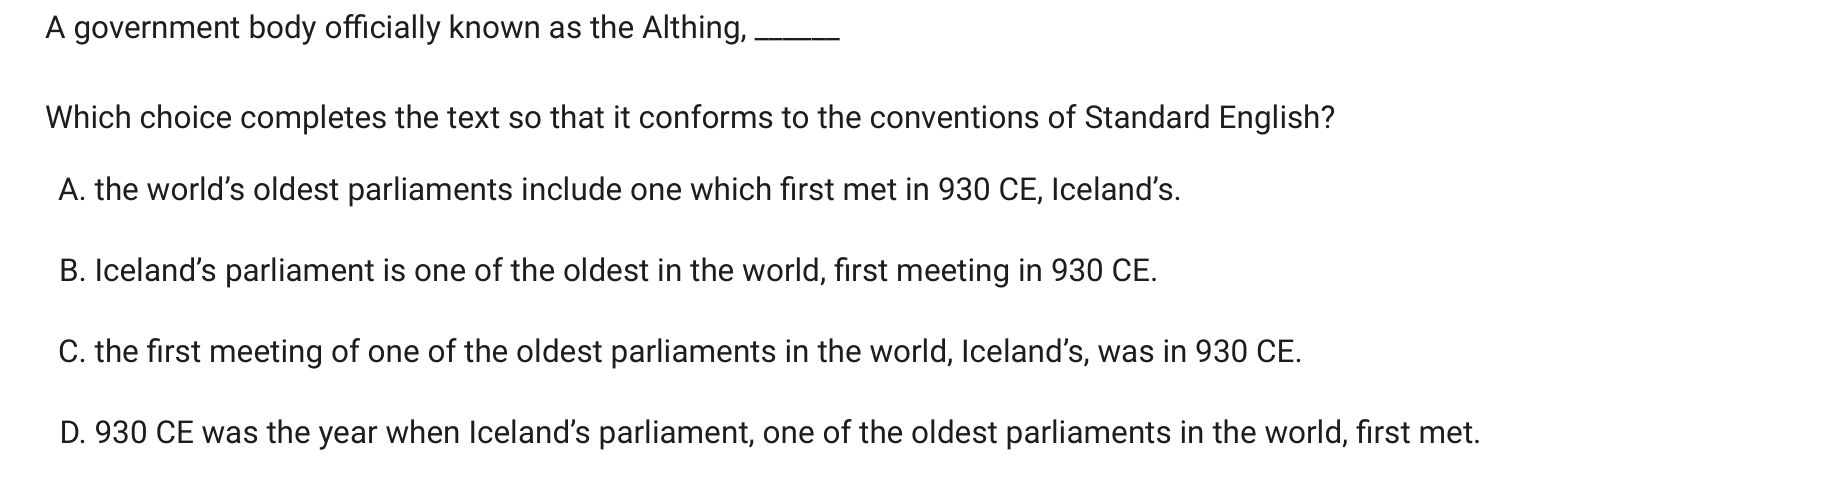 A government body officially known as the Althing, ______
Which choice completes the text so that it conforms to the conventions of Standard English?
A. the world’s oldest parliaments include one which first met in 930 CE, Iceland’s.
B. Iceland’s parliament is one of the oldest in the world, first meeting in 930 CE.
C. the first meeting of one of the oldest parliaments in the world, Iceland’s, was in 930 CE.
D. 930 CE was the year when Iceland’s parliament, one of the oldest parliaments in the world, first met.